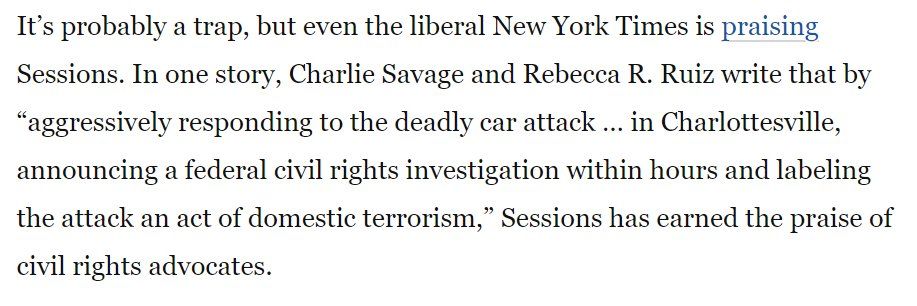 It’s probably a trap, but even the liberal New York Times is praising
Sessions. In one story, Charlie Savage and Rebecca R. Ruiz write that by
“aggressively responding to the deadly car attack … in Charlottesville,
announcing a federal civil rights investigation within hours and labeling
the attack an act of domestic terrorism,” Sessions has earned the praise of
civil rights advocates.